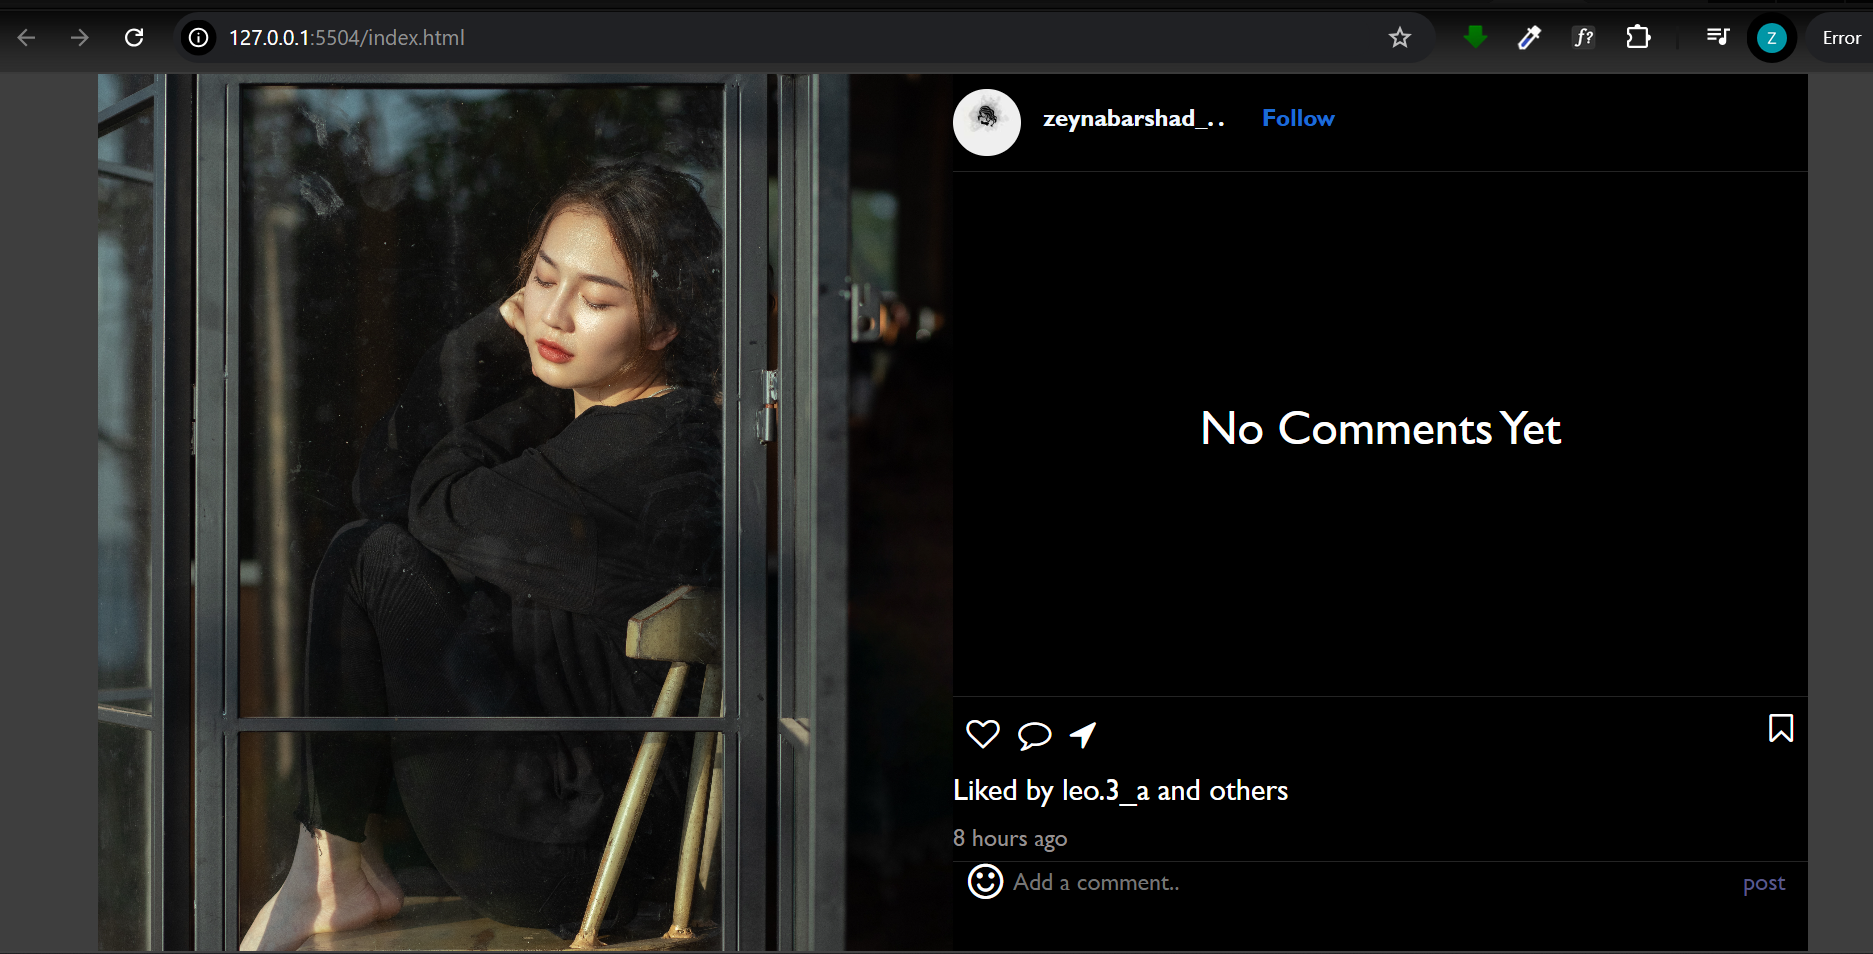 127.0.0.1:5504/index.html
f?
Z
Error
zeynabarshad_. . Follow
No Comments Yet
Liked by leo.3_a and others
8 hours ago
Add a comment..
post